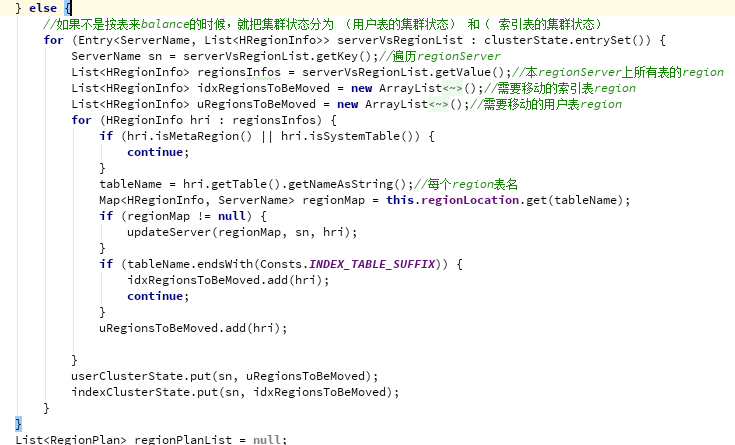 } else {
//如果不是按表来balance的时候，就把集群状态分为 （用户表的集群状态） 和（ 索引表的集群状态）
for (Entry<ServerName, List<HRegionInfo>> serverVsRegionList : clusterState.entrySet()) {
ServerName sn = serverVsRegionList.getKey();//遍历regionServer
List<HRegionInfo> regionsInfos = serverVsRegionList.getValue();//本regionServer上所有表的region
List<HRegionInfo> idxRegionsToBeMoved = new ArrayList<~>();//需要移动的索引表region
List<HRegionInfo> uRegionsToBeMoved = new ArrayList<~>();//需要移动的用户表region
for (HRegionInfo hri : regionsInfos) {
if (hri.isMetaRegion() || hri.isSystemTable()) {
continue;
}
tableName = hri.getTable().getNameAsString();//每个region表名
Map<HRegionInfo, ServerName> regionMap = this.regionLocation.get(tableName);
if (regionMap != null) {
updateServer(regionMap, sn, hri);
}
if (tableName.endsWith(Consts.INDEX_TABLE_SUFFIX)) {
idxRegionsToBeMoved.add(hri);
continue;
}
uRegionsToBeMoved.add(hri);
}
userClusterState.put(sn, uRegionsToBeMoved);
indexClusterState.put(sn, idxRegionsToBeMoved);
}
}
List<RegionPlan> regionPlanList = null;